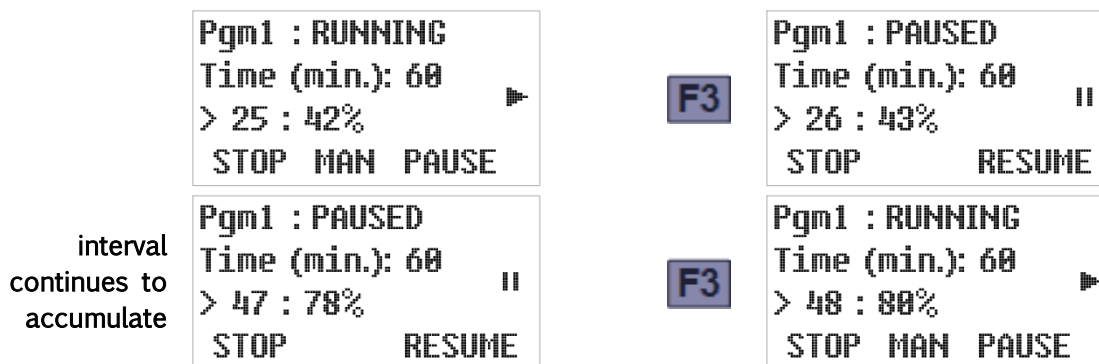 Pgm1 : RUNNING
Time (min.): 60
> 25 : 42%
STOP MAN PAUSE
F3
Pgm1 : PAUSED
Time (min.): 60
> 26 : 43%
STOP RESUME
interval
continues to
accumulate
Pgm1 : PAUSED
Time (min.): 60
> 47 : 78%
STOP RESUME
F3
Pgm1 : RUNNING
Time (min.): 60
> 48 : 80%
STOP MAN PAUSE